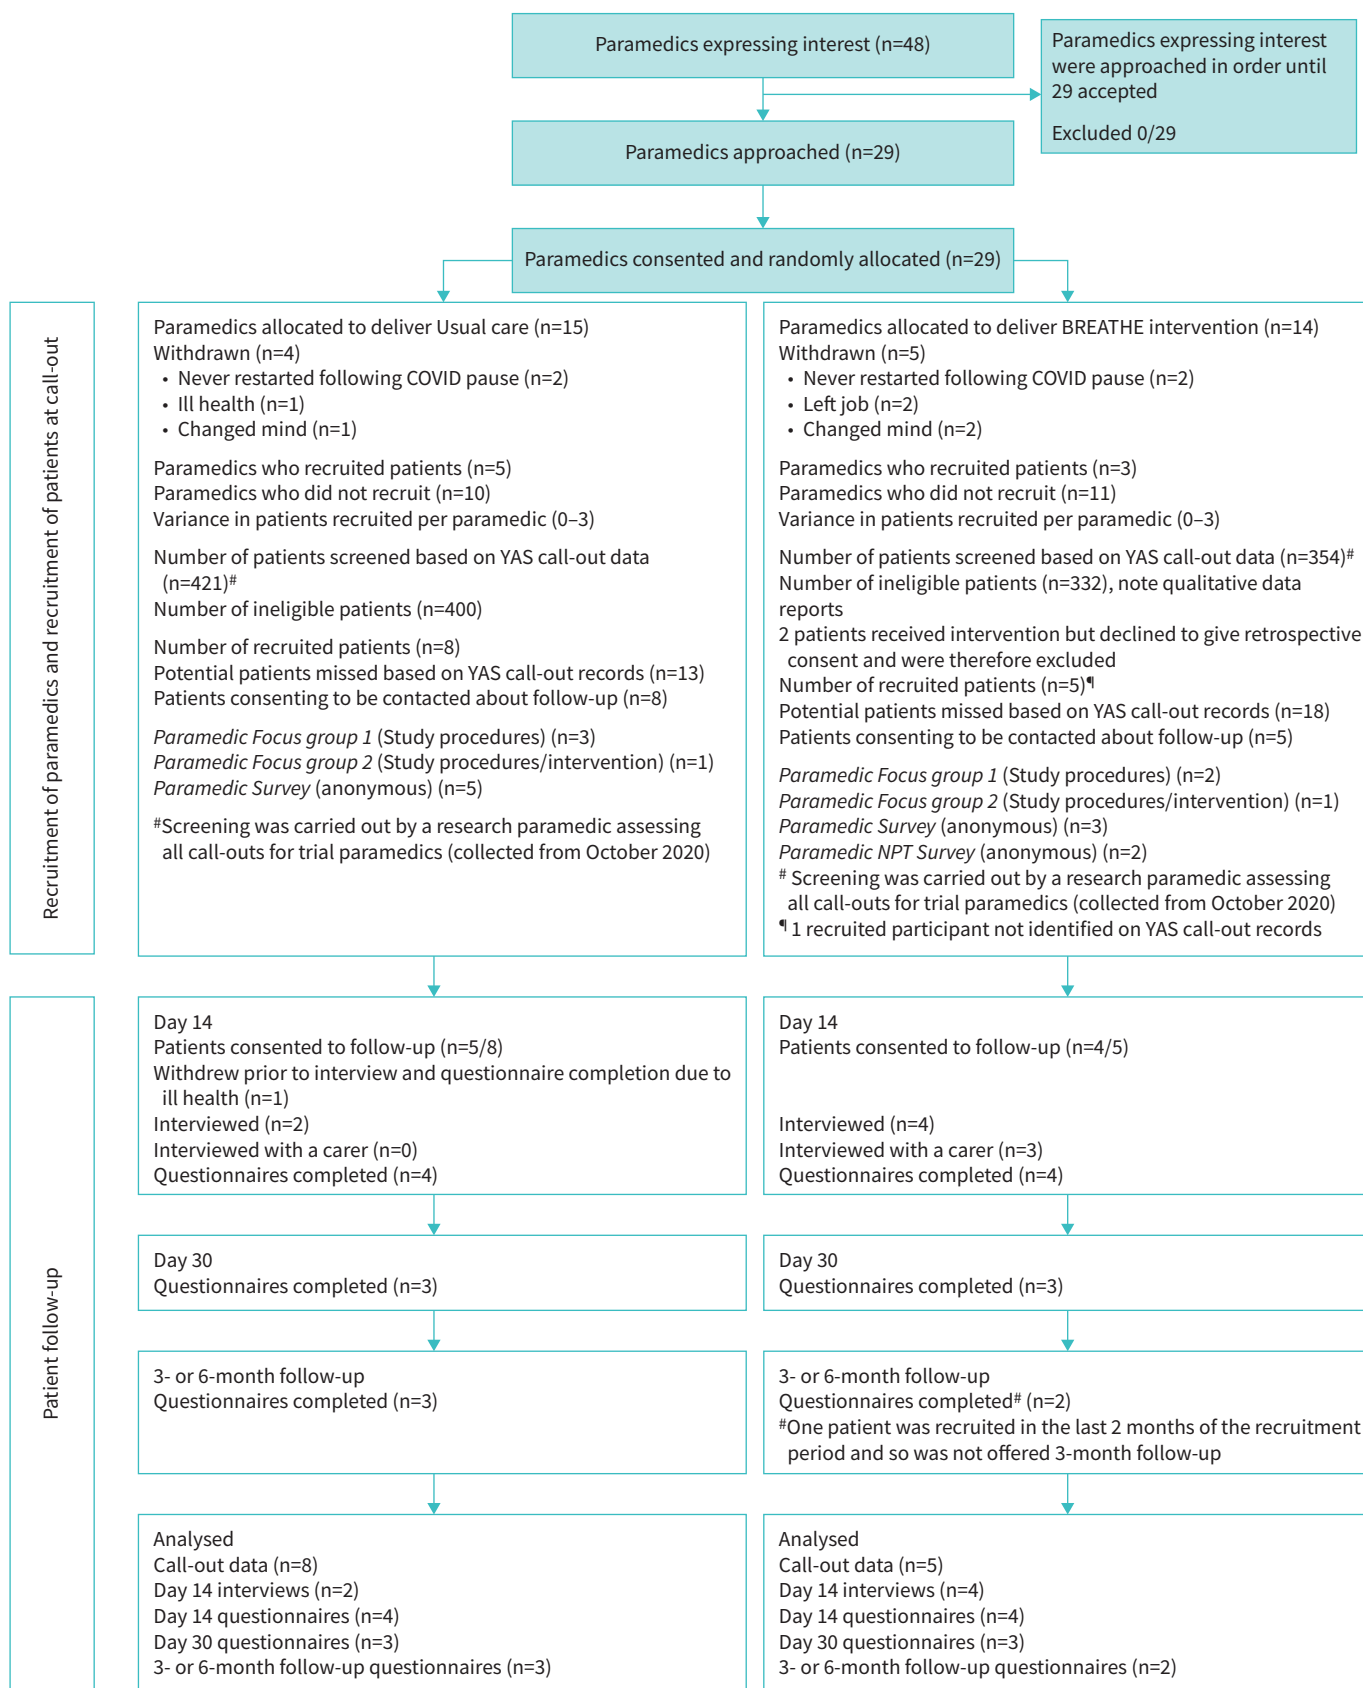 Paramedics expressing interest (n=48)
Paramedics expressing interest
were approached in order until
29 accepted
Excluded 0/29
Paramedics approached (n=29)
Paramedics consented and randomly allocated (n=29)
Recruitment of paramedics and recruitment of patients at call-out
Paramedics allocated to deliver Usual care (n=15)
Withdrawn (n=4)
• Never restarted following COVID pause (n=2)
• Ill health (n=1)
• Changed mind (n=1)
Paramedics who recruited patients (n=5)
Paramedics who did not recruit (n=10)
Variance in patients recruited per paramedic (0–3)
Number of patients screened based on YAS call-out data
(n=421)#
Number of ineligible patients (n=400)
Number of recruited patients (n=8)
Potential patients missed based on YAS call-out records (n=13)
Patients consenting to be contacted about follow-up (n=8)
Paramedic Focus group 1 (Study procedures) (n=3)
Paramedic Focus group 2 (Study procedures/intervention) (n=1)
Paramedic Survey (anonymous) (n=5)
#Screening was carried out by a research paramedic assessing
all call-outs for trial paramedics (collected from October 2020)
Paramedics allocated to deliver BREATHE intervention (n=14)
Withdrawn (n=5)
• Never restarted following COVID pause (n=2)
• Left job (n=2)
• Changed mind (n=2)
Paramedics who recruited patients (n=3)
Paramedics who did not recruit (n=11)
Variance in patients recruited per paramedic (0–3)
Number of patients screened based on YAS call-out data (n=354)#
Number of ineligible patients (n=332), note qualitative data
reports
2 patients received intervention but declined to give retrospective
consent and were therefore excluded
Number of recruited patients (n=5)¶
Potential patients missed based on YAS call-out records (n=18)
Patients consenting to be contacted about follow-up (n=5)
Paramedic Focus group 1 (Study procedures) (n=2)
Paramedic Focus group 2 (Study procedures/intervention) (n=1)
Paramedic Survey (anonymous) (n=3)
Paramedic NPT Survey (anonymous) (n=2)
# Screening was carried out by a research paramedic assessing
all call-outs for trial paramedics (collected from October 2020)
¶ 1 recruited participant not identified on YAS call-out records
Patient follow-up
Day 14
Patients consented to follow-up (n=5/8)
Withdrew prior to interview and questionnaire completion due to
ill health (n=1)
Interviewed (n=2)
Interviewed with a carer (n=0)
Questionnaires completed (n=4)
Day 14
Patients consented to follow-up (n=4/5)
Interviewed (n=4)
Interviewed with a carer (n=3)
Questionnaires completed (n=4)
Day 30
Questionnaires completed (n=3)
Day 30
Questionnaires completed (n=3)
3- or 6-month follow-up
Questionnaires completed (n=3)
3- or 6-month follow-up
Questionnaires completed# (n=2)
#One patient was recruited in the last 2 months of the recruitment
period and so was not offered 3-month follow-up
Analysed
Call-out data (n=8)
Day 14 interviews (n=2)
Day 14 questionnaires (n=4)
Day 30 questionnaires (n=3)
3- or 6-month follow-up questionnaires (n=3)
Analysed
Call-out data (n=5)
Day 14 interviews (n=4)
Day 14 questionnaires (n=4)
Day 30 questionnaires (n=3)
3- or 6-month follow-up questionnaires (n=2)